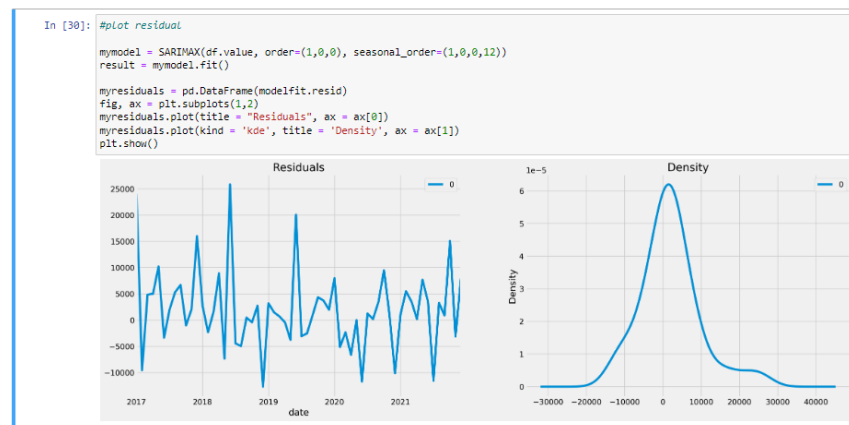 In [30]: #plot residual
mymodel = SARIMAX(df.value, order=(1,0,0), seasonal_order=(1,0,0,12))
result = mymodel.fit()
myresiduals = pd.DataFrame(modelfit.resid)
fig, ax = plt.subplots(1,2)
myresiduals.plot(title = "Residuals", ax = ax[0])
myresiduals.plot(kind = 'kde', title = 'Density', ax = ax[1])
plt.show()
Residuals
0
25000
20000
15000
10000
5000
0
−5000
−10000
2017 2018 2019 2020 2021
date
Density
1e−5
0
6
5
4
3
2
1
0
Density
−30000 −20000 −10000 0 10000 20000 30000 40000